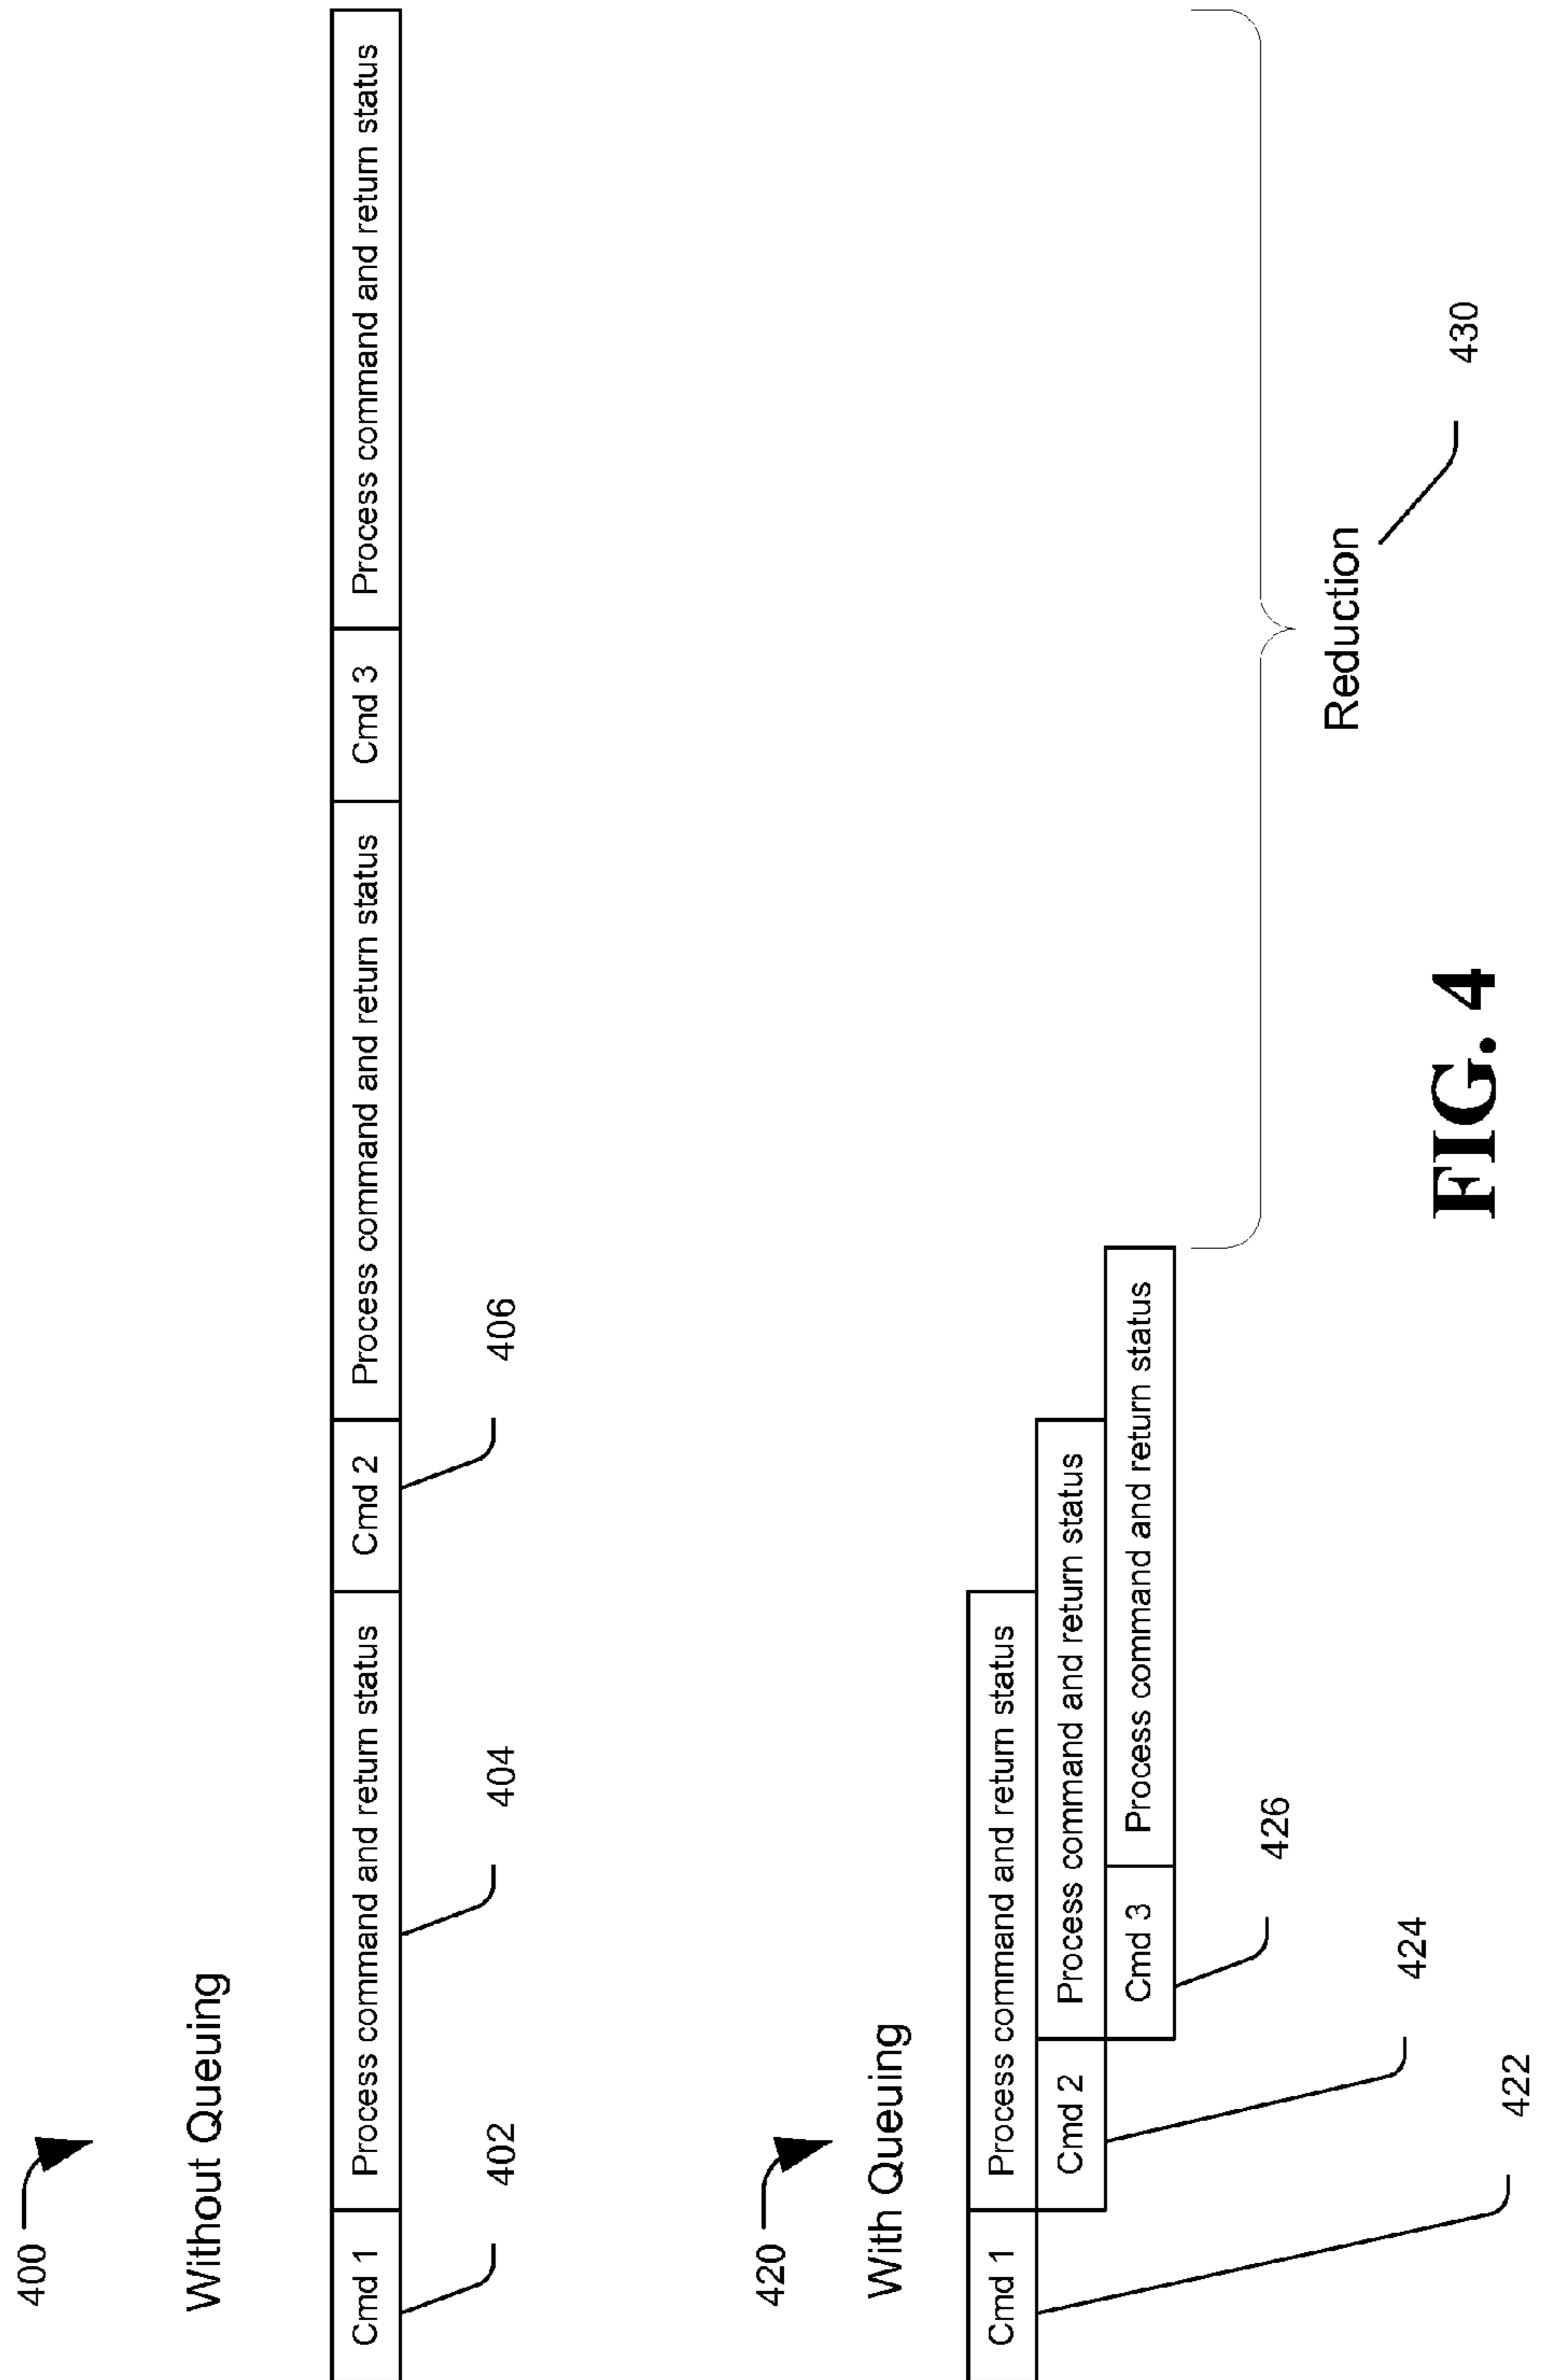 400
Without Queuing
Cmd 1
Process command and return status
Cmd 2
Process command and return status
Cmd 3
Process command and return status
402
404
406
420
With Queuing
Cmd 1
Process command and return status
Cmd 2
Process command and return status
Cmd 3
Process command and return status
426
424
422
Reduction
430
FIG. 4